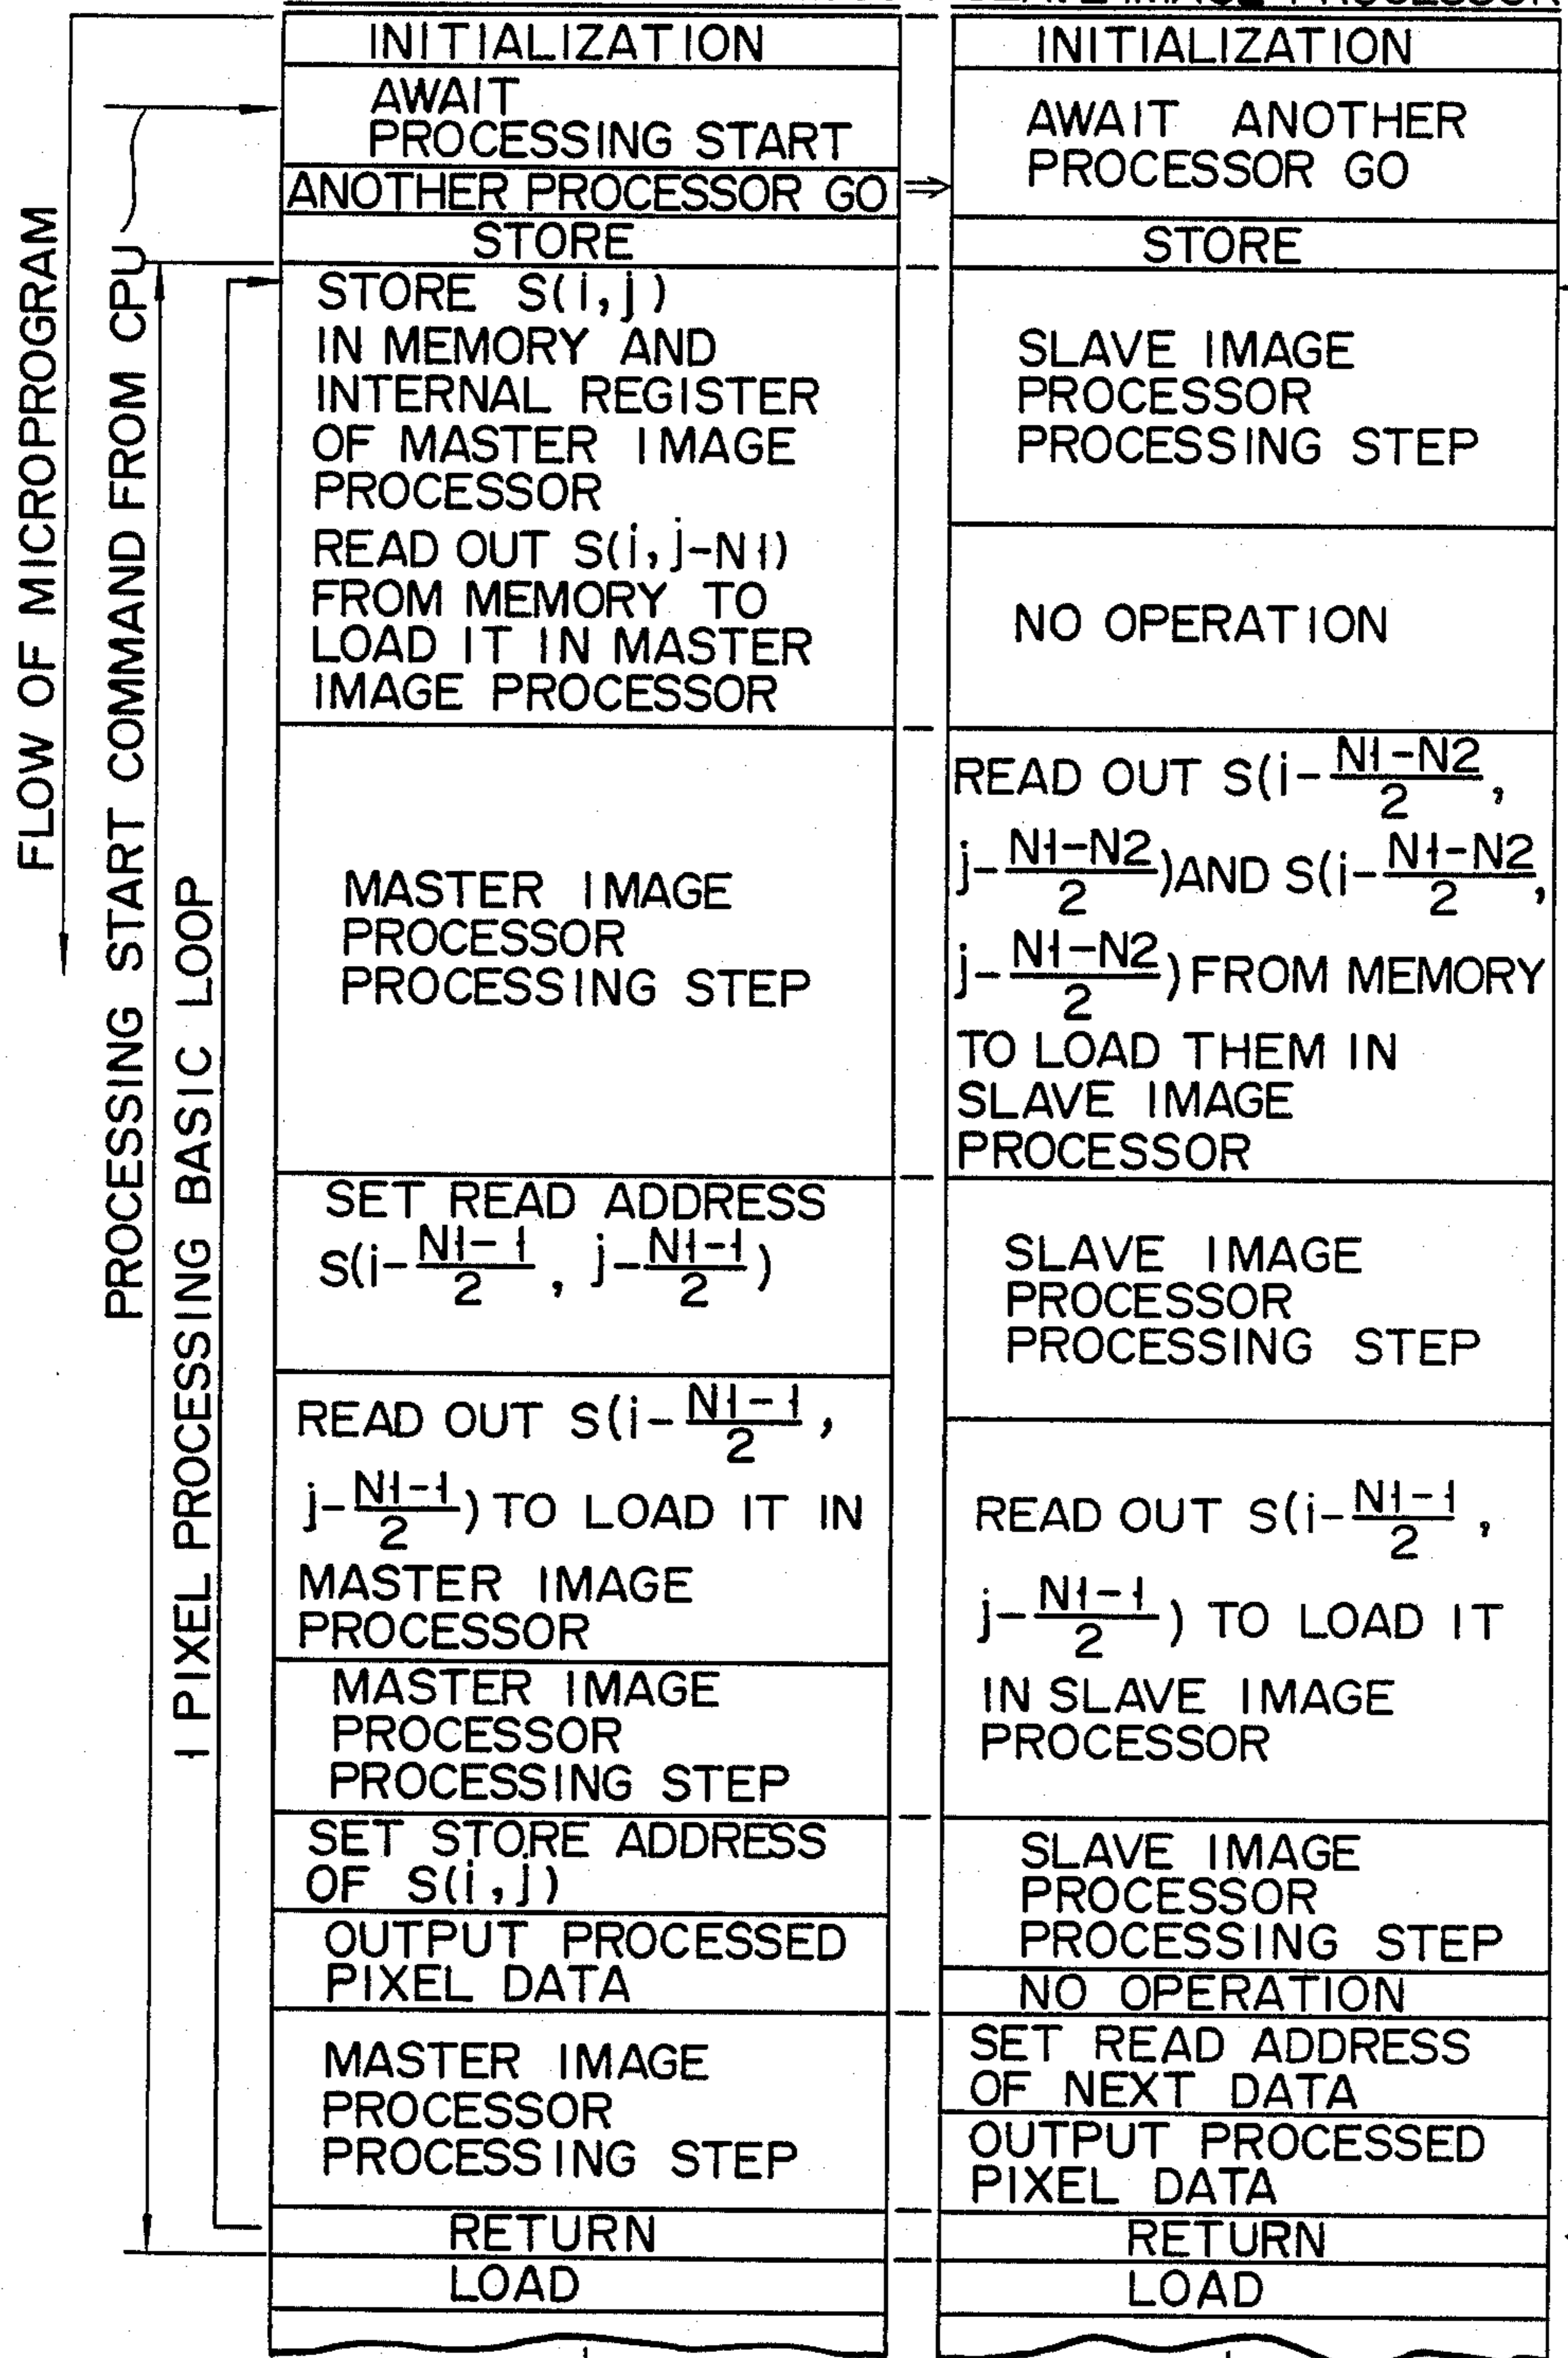 SLAVE IMAGE PROCESSOR
FLOW OF MICROPROGRAM
PROCESSING START COMMAND FROM CPU
1 PIXEL PROCESSING BASIC LOOP
INITIALIZATION
AWAIT
PROCESSING START
ANOTHER PROCESSOR GO
STORE
STORE S(i,j)
IN MEMORY AND
INTERNAL REGISTER
OF MASTER IMAGE
PROCESSOR
READ OUT S(i,j-N1)
FROM MEMORY TO
LOAD IT IN MASTER
IMAGE PROCESSOR
MASTER IMAGE
PROCESSOR
PROCESSING STEP
SET READ ADDRESS
S(i-N1-1/2, j-N1-1/2)
READ OUT S(i-N1-1/2,
j-N1-1/2) TO LOAD IT IN
MASTER IMAGE
PROCESSOR
MASTER IMAGE
PROCESSOR
PROCESSING STEP
SET STORE ADDRESS
OF S(i,j)
OUTPUT PROCESSED
PIXEL DATA
MASTER IMAGE
PROCESSOR
PROCESSING STEP
RETURN
LOAD
INITIALIZATION
AWAIT ANOTHER
PROCESSOR GO
STORE
SLAVE IMAGE
PROCESSOR
PROCESSING STEP
NO OPERATION
READ OUT S(i-N1-N2/2,
j-N1-N2/2)AND S(i-N1-N2/2,
j-N1-N2/2)FROM MEMORY
TO LOAD THEM IN
SLAVE IMAGE
PROCESSOR
SLAVE IMAGE
PROCESSOR
PROCESSING STEP
READ OUT S(i-N1-1/2,
j-N1-1/2) TO LOAD IT
IN SLAVE IMAGE
PROCESSOR
SLAVE IMAGE
PROCESSOR
PROCESSING STEP
NO OPERATION
SET READ ADDRESS
OF NEXT DATA
OUTPUT PROCESSED
PIXEL DATA
RETURN
LOAD